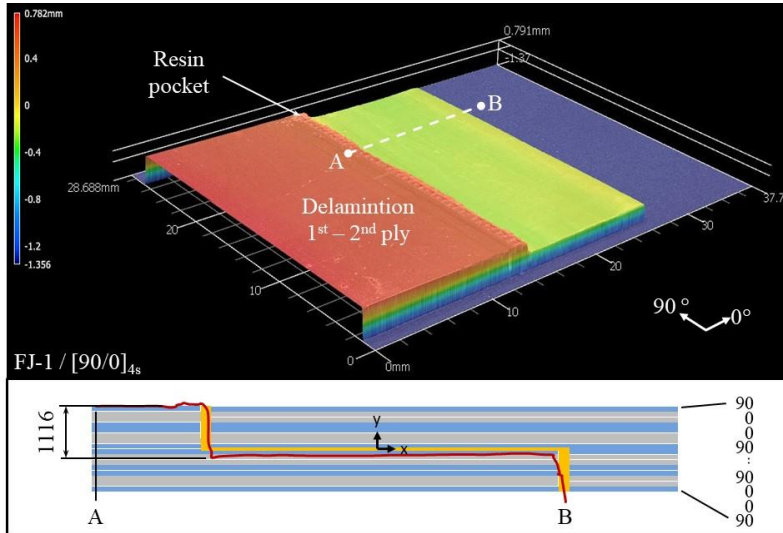 0.782mm
0.4
0
-0.4
-0.8
-1.2
-1.356
0.791mm
-1.37
Resin
pocket
A
B
28.688mm
20
10
0
0mm
10
20
30
37.7
Delamintion
1st – 2nd ply
90 °
0°
FJ-1 / [90/0]4s
1116
y
x
A
B
90
0
0
90
:
90
0
0
90